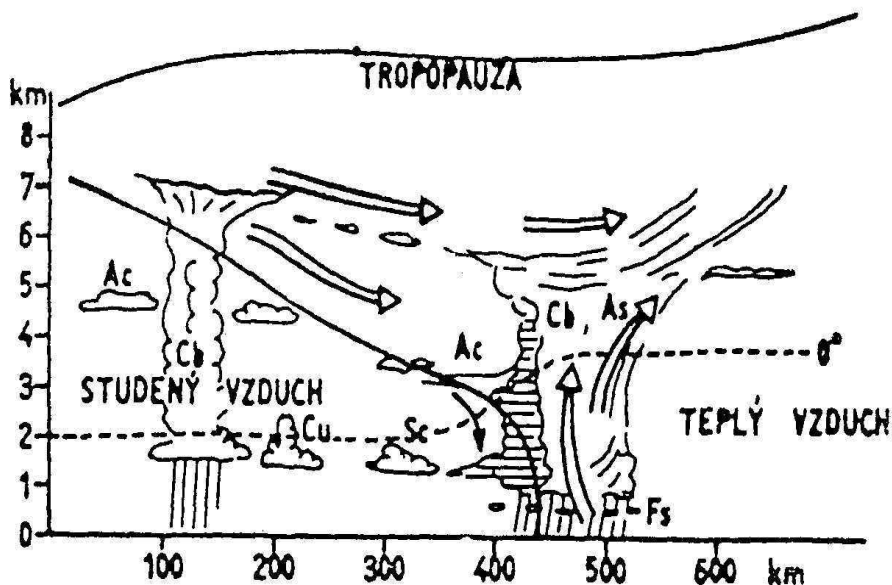 TROPOPAUZA
km
8
7
6
5
4
3
2
1
0
Ac
Cb
STUDENÝ VZDUCH
Cu
Sc
Ac
Cb, As
0°
TEPLÝ VZDUCH
Fs
100 200 300 400 500 600 km